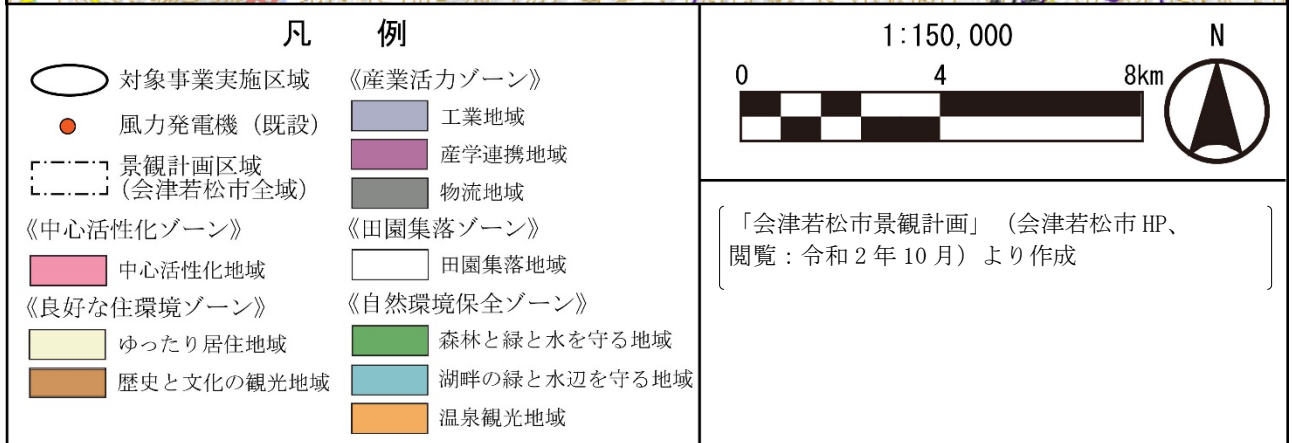 凡 例
対象事業実施区域
風力発電機（既設）
景観計画区域
（会津若松市全域）
《中心活性化ゾーン》
中心活性化地域
《良好な住環境ゾーン》
ゆったり居住地域
歴史と文化の観光地域
《産業活力ゾーン》
工業地域
産学連携地域
物流地域
《田園集落ゾーン》
田園集落地域
《自然環境保全ゾーン》
森林と緑と水を守る地域
湖畔の緑と水辺を守る地域
温泉観光地域
1:150,000
0 4 8km
N
「会津若松市景観計画」（会津若松市 HP、
閲覧：令和 2 年 10 月）より作成